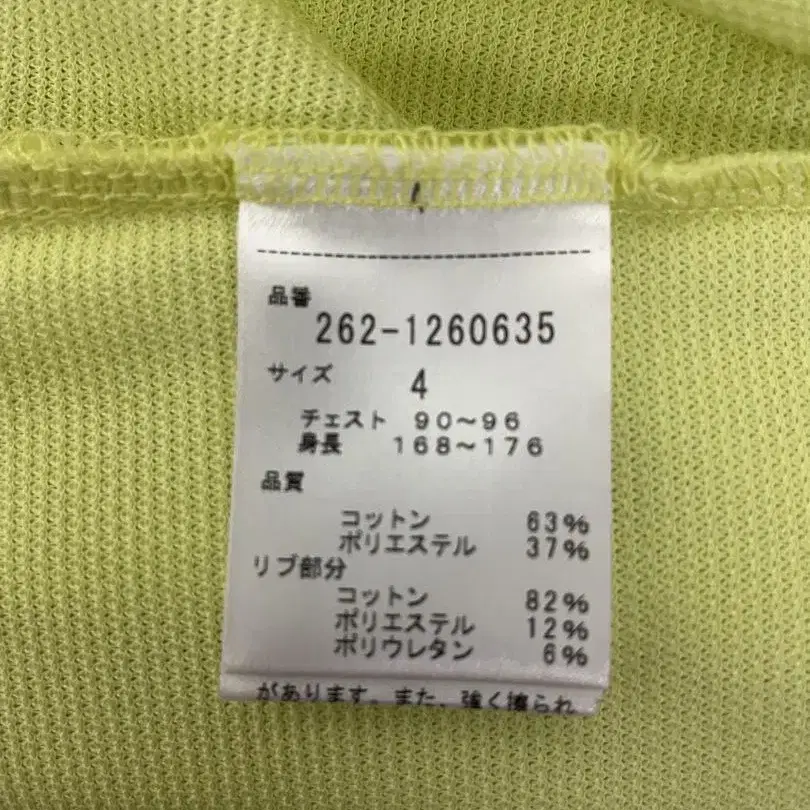 品番
262-1260635
サイズ 4
チェスト 90～96
身長 168～176
品質
コットン 63%
ポリエステル 37%
リブ部分
コットン 82%
ポリエステル 12%
ポリウレタン 6%
があります。また、強く擦られ